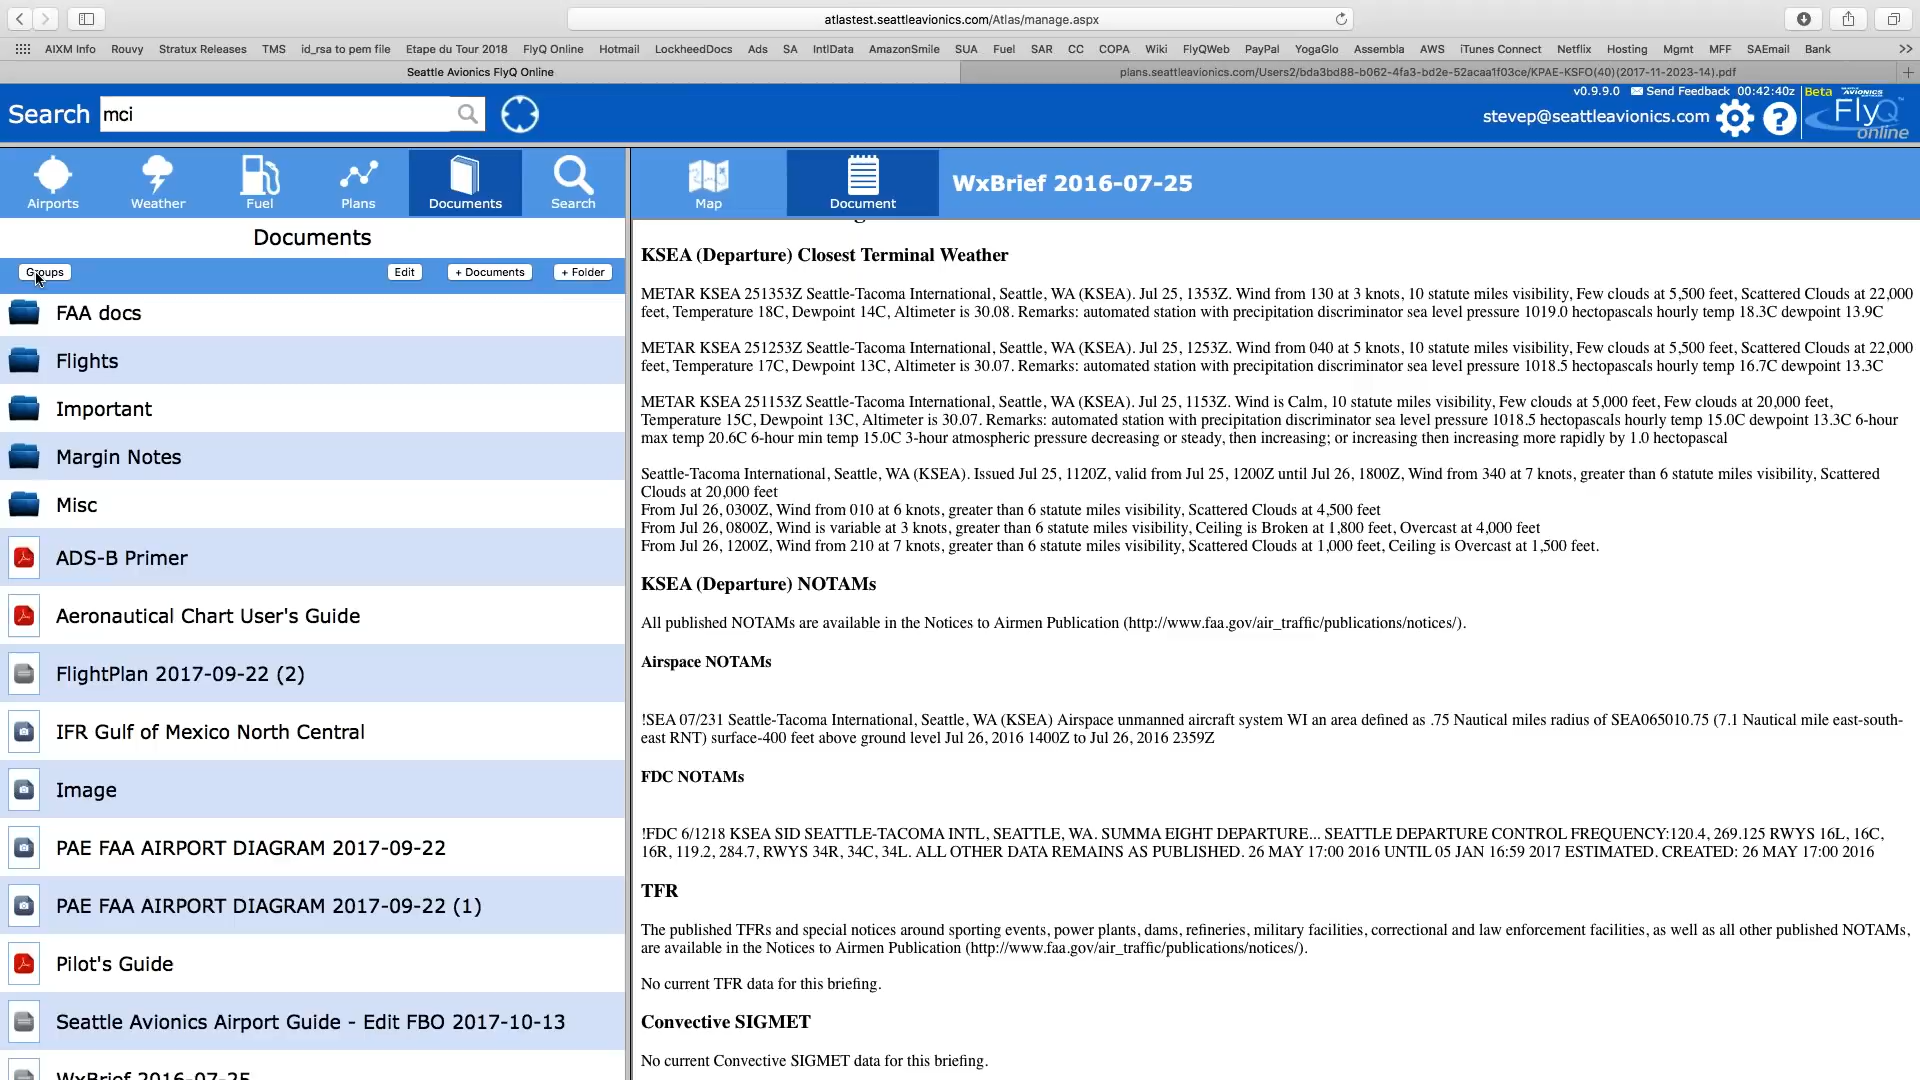 atlastest.seattleavionics.com/Atlas/manage.aspx
AIXM Info Rouvy Stratux Releases TMS id_rsa to pem file Etape du Tour 2018 FlyQ Online Hotmail LockheedDocs Ads SA IntlData AmazonSmile SUA Fuel SAR CC COPA Wiki FlyQWeb PayPal YogaGlo Assembla AWS iTunes Connect Netflix Hosting Mgmt MFF SAEmail Bank
Seattle Avionics FlyQ Online
plans.seattleavionics.com/Users2/bda3bd88-b062-4fa3-bd2e-52acaa1f03ce/KPAE-KSFO(40)(2017-11-2023-14).pdf
v0.9.9.0 Send Feedback 00:42:40z Beta AVIONICS
Search mci
stevep@seattleavionics.com ? FlyQ online
Airports Weather Fuel Plans Documents Search
Map Document WxBrief 2016-07-25
Documents
Groups Edit + Documents + Folder
FAA docs
Flights
Important
Margin Notes
Misc
ADS-B Primer
Aeronautical Chart User's Guide
FlightPlan 2017-09-22 (2)
IFR Gulf of Mexico North Central
Image
PAE FAA AIRPORT DIAGRAM 2017-09-22
PAE FAA AIRPORT DIAGRAM 2017-09-22 (1)
Pilot's Guide
Seattle Avionics Airport Guide - Edit FBO 2017-10-13
WxBrief 2016-07-25
KSEA (Departure) Closest Terminal Weather
METAR KSEA 251353Z Seattle-Tacoma International, Seattle, WA (KSEA). Jul 25, 1353Z. Wind from 130 at 3 knots, 10 statute miles visibility, Few clouds at 5,500 feet, Scattered Clouds at 22,000
feet, Temperature 18C, Dewpoint 14C, Altimeter is 30.08. Remarks: automated station with precipitation discriminator sea level pressure 1019.0 hectopascals hourly temp 18.3C dewpoint 13.9C
METAR KSEA 251253Z Seattle-Tacoma International, Seattle, WA (KSEA). Jul 25, 1253Z. Wind from 040 at 5 knots, 10 statute miles visibility, Few clouds at 5,500 feet, Scattered Clouds at 22,000
feet, Temperature 17C, Dewpoint 13C, Altimeter is 30.07. Remarks: automated station with precipitation discriminator sea level pressure 1018.5 hectopascals hourly temp 16.7C dewpoint 13.3C
METAR KSEA 251153Z Seattle-Tacoma International, Seattle, WA (KSEA). Jul 25, 1153Z. Wind is Calm, 10 statute miles visibility, Few clouds at 5,000 feet, Few clouds at 20,000 feet,
Temperature 15C, Dewpoint 13C, Altimeter is 30.07. Remarks: automated station with precipitation discriminator sea level pressure 1018.5 hectopascals hourly temp 15.0C dewpoint 13.3C 6-hour
max temp 20.6C 6-hour min temp 15.0C 3-hour atmospheric pressure decreasing or steady, then increasing; or increasing then increasing more rapidly by 1.0 hectopascal
Seattle-Tacoma International, Seattle, WA (KSEA). Issued Jul 25, 1120Z, valid from Jul 25, 1200Z until Jul 26, 1800Z, Wind from 340 at 7 knots, greater than 6 statute miles visibility, Scattered
Clouds at 20,000 feet
From Jul 26, 0300Z, Wind from 010 at 6 knots, greater than 6 statute miles visibility, Scattered Clouds at 4,500 feet
From Jul 26, 0800Z, Wind is variable at 3 knots, greater than 6 statute miles visibility, Ceiling is Broken at 1,800 feet, Overcast at 4,000 feet
From Jul 26, 1200Z, Wind from 210 at 7 knots, greater than 6 statute miles visibility, Scattered Clouds at 1,000 feet, Ceiling is Overcast at 1,500 feet.
KSEA (Departure) NOTAMs
All published NOTAMs are available in the Notices to Airmen Publication (http://www.faa.gov/air_traffic/publications/notices/).
Airspace NOTAMs
!SEA 07/231 Seattle-Tacoma International, Seattle, WA (KSEA) Airspace unmanned aircraft system WI an area defined as .75 Nautical miles radius of SEA065010.75 (7.1 Nautical mile east-south-
east RNT) surface-400 feet above ground level Jul 26, 2016 1400Z to Jul 26, 2016 2359Z
FDC NOTAMs
!FDC 6/1218 KSEA SID SEATTLE-TACOMA INTL, SEATTLE, WA. SUMMA EIGHT DEPARTURE... SEATTLE DEPARTURE CONTROL FREQUENCY:120.4, 269.125 RWYS 16L, 16C,
16R, 119.2, 284.7, RWYS 34R, 34C, 34L. ALL OTHER DATA REMAINS AS PUBLISHED. 26 MAY 17:00 2016 UNTIL 05 JAN 16:59 2017 ESTIMATED. CREATED: 26 MAY 17:00 2016
TFR
The published TFRs and special notices around sporting events, power plants, dams, refineries, military facilities, correctional and law enforcement facilities, as well as all other published NOTAMs,
are available in the Notices to Airmen Publication (http://www.faa.gov/air_traffic/publications/notices/).
No current TFR data for this briefing.
Convective SIGMET
No current Convective SIGMET data for this briefing.